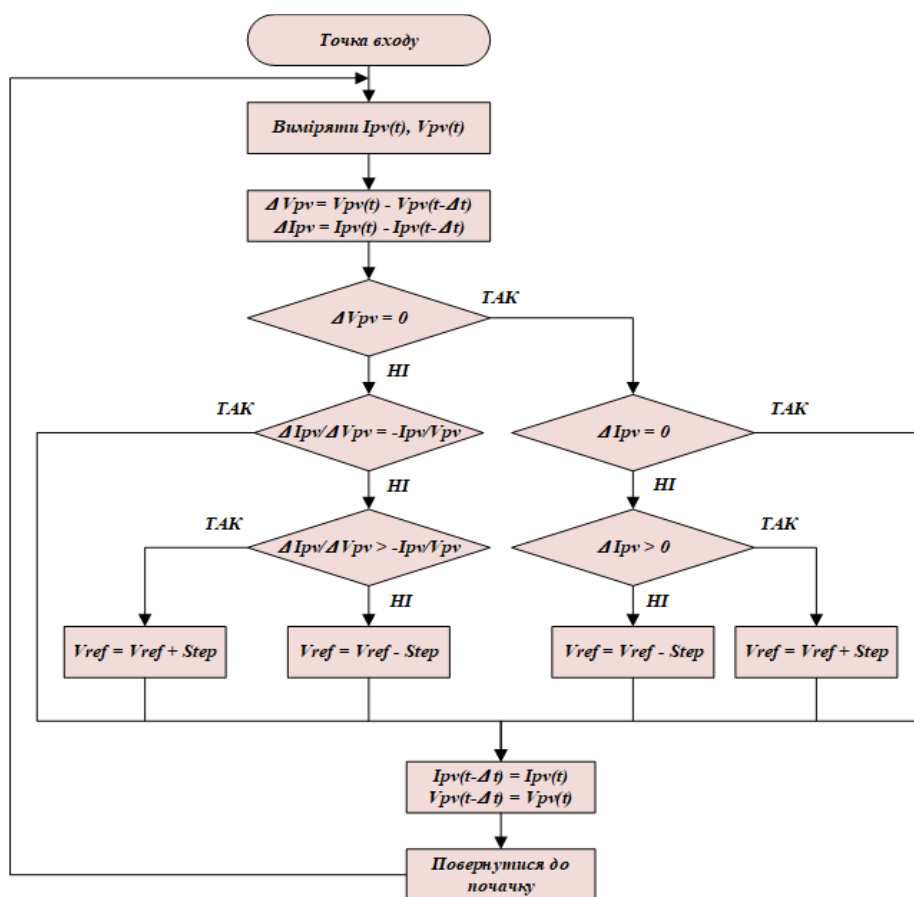 Точка входу
Виміряти Ipv(t), Vpv(t)
ΔVpv = Vpv(t) - Vpv(t-Δt)
ΔIpv = Ipv(t) - Ipv(t-Δt)
ТАК
ΔVpv = 0
НІ
ТАК
ΔIpv/ΔVpv = -Ipv/Vpv
ΔIpv = 0
ТАК
НІ
НІ
ТАК
ΔIpv/ΔVpv > -Ipv/Vpv
ΔIpv > 0
ТАК
НІ
НІ
Vref = Vref + Step
Vref = Vref - Step
Vref = Vref - Step
Vref = Vref + Step
Ipv(t-Δt) = Ipv(t)
Vpv(t-Δt) = Vpv(t)
Повернутися до
почачку